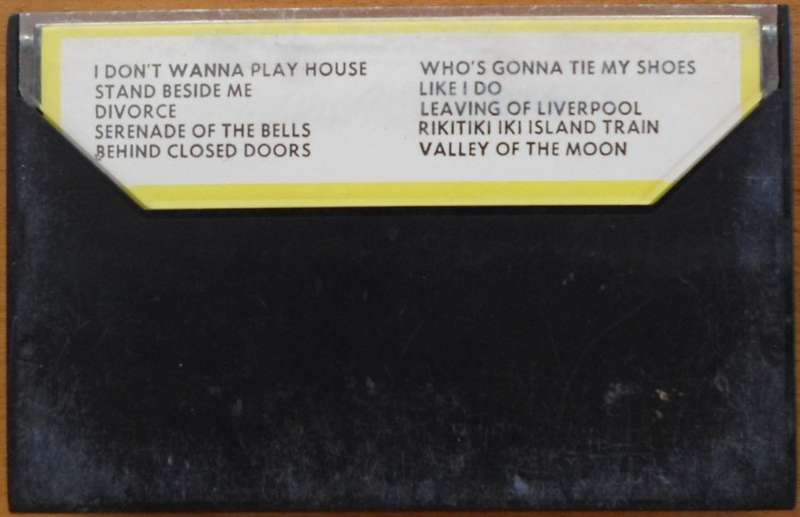 I DON'T WANNA PLAY HOUSE
STAND BESIDE ME
DIVORCE
SERENADE OF THE BELLS
BEHIND CLOSED DOORS
WHO'S GONNA TIE MY SHOES
LIKE I DO
LEAVING OF LIVERPOOL
RIKITIKI IKI ISLAND TRAIN
VALLEY OF THE MOON